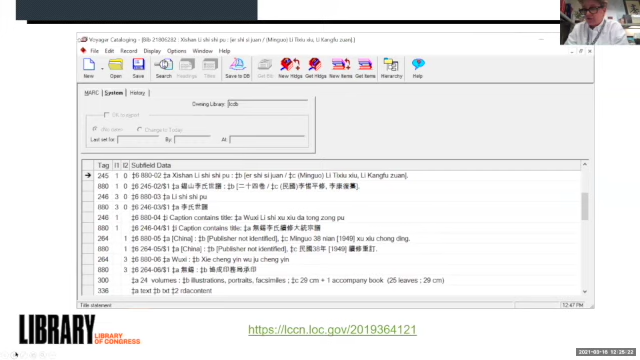 Voyager Cataloging - [Bib 21806282 : Xishan Li shi shi pu : [er shi si juan / (Minguo) Li Tixiu xiu, Li Kangfu zuan].]
File Edit Record Display Options Window Help
New Open Save Search Headings Titles Save to DB Get Bib New Hldgs Get Hldgs New Items Get Items Hierarchy Help
MARC System History
Owning Library: lccb
OK to export
Change to Today
Last set for: By: At:
Tag I1 I2 Subfield Data
245 1 0 ‡6 880-02 ‡a Xishan Li shi shi pu : ‡b [er shi si juan / ‡c (Minguo) Li Tixiu xiu, Li Kangfu zuan].
880 1 0 ‡6 245-02/$1 ‡a 錫山李氏世譜 : ‡b [二十四卷 / ‡c (民國)李惕平修, 李康復纂].
246 3 0 ‡6 880-03 ‡a Li shi shi pu
880 3 0 ‡6 246-03/$1 ‡a 李氏世譜
246 1 ‡6 880-04 ‡i Caption contains title: ‡a Wuxi Li shi xu xiu da tong zong pu
880 1 ‡6 246-04/$1 ‡i Caption contains title: ‡a 無錫李氏續修大統宗譜
264 1 ‡6 880-05 ‡a [China] : ‡b [Publisher not identified], ‡c Minguo 38 nian [1949] xu xiu chong ding.
880 1 ‡6 264-05/$1 ‡a [China] : ‡b [Publisher not identified], ‡c 民國38年 [1949] 續修重訂.
264 3 ‡6 880-06 ‡a Wuxi : ‡b Xie cheng yin wu ju cheng yin
880 3 ‡6 264-06/$1 ‡a 無錫 : ‡b 協成印務局承印
300 ‡a 24 volumes : ‡b illustrations, portraits, facsimiles ; ‡c 29 cm + 1 accompany book (25 leaves ; 29 cm)
336 ‡a text ‡b txt ‡2 rdacontent
Title statement 12:47 PM
LIBRARY LIBRARY OF CONGRESS
https://lccn.loc.gov/2019364121
2021-03-16 12:26:22